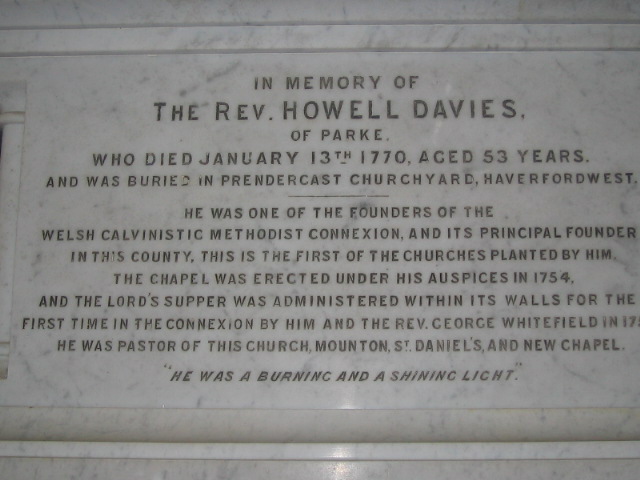 IN MEMORY OF
THE REV. HOWELL DAVIES,
OF PARKE.
WHO DIED JANUARY 13TH 1770, AGED 53 YEARS.
AND WAS BURIED IN PRENDERCAST CHURCHYARD, HAVERFORDWEST.
HE WAS ONE OF THE FOUNDERS OF THE
WELSH CALVINISTIC METHODIST CONNEXION, AND ITS PRINCIPAL FOUNDER
IN THIS COUNTY, THIS IS THE FIRST OF THE CHURCHES PLANTED BY HIM.
THE CHAPEL WAS ERECTED UNDER HIS AUSPICES IN 1754,
AND THE LORD'S SUPPER WAS ADMINISTERED WITHIN ITS WALLS FOR THE
FIRST TIME IN THE CONNEXION BY HIM AND THE REV. GEORGE WHITEFIELD IN
HE WAS PASTOR OF THIS CHURCH, MOUNTON, ST. DANIEL'S, AND NEW CHAPEL.
"HE WAS A BURNING AND A SHINING LIGHT."